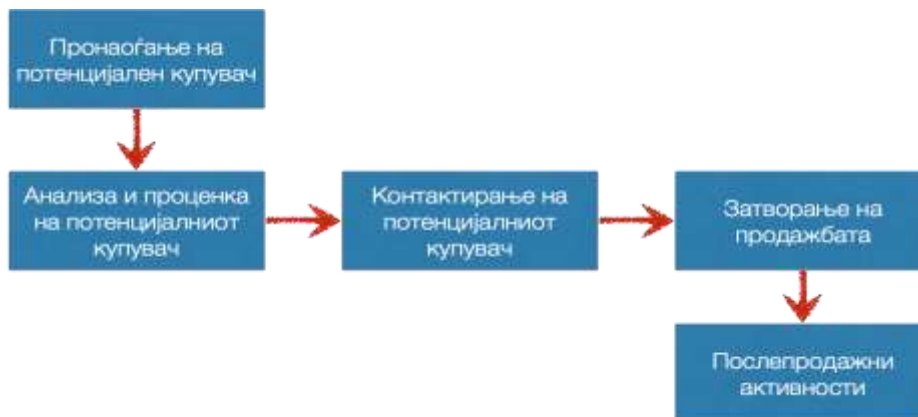 Пронаоѓање на
потенцијален купувач
Анализа и проценка
на потенцијалниот
купувач
Контактирање на
потенцијалниот
купувач
Затворање на
продажбата
Послепродажни
активности